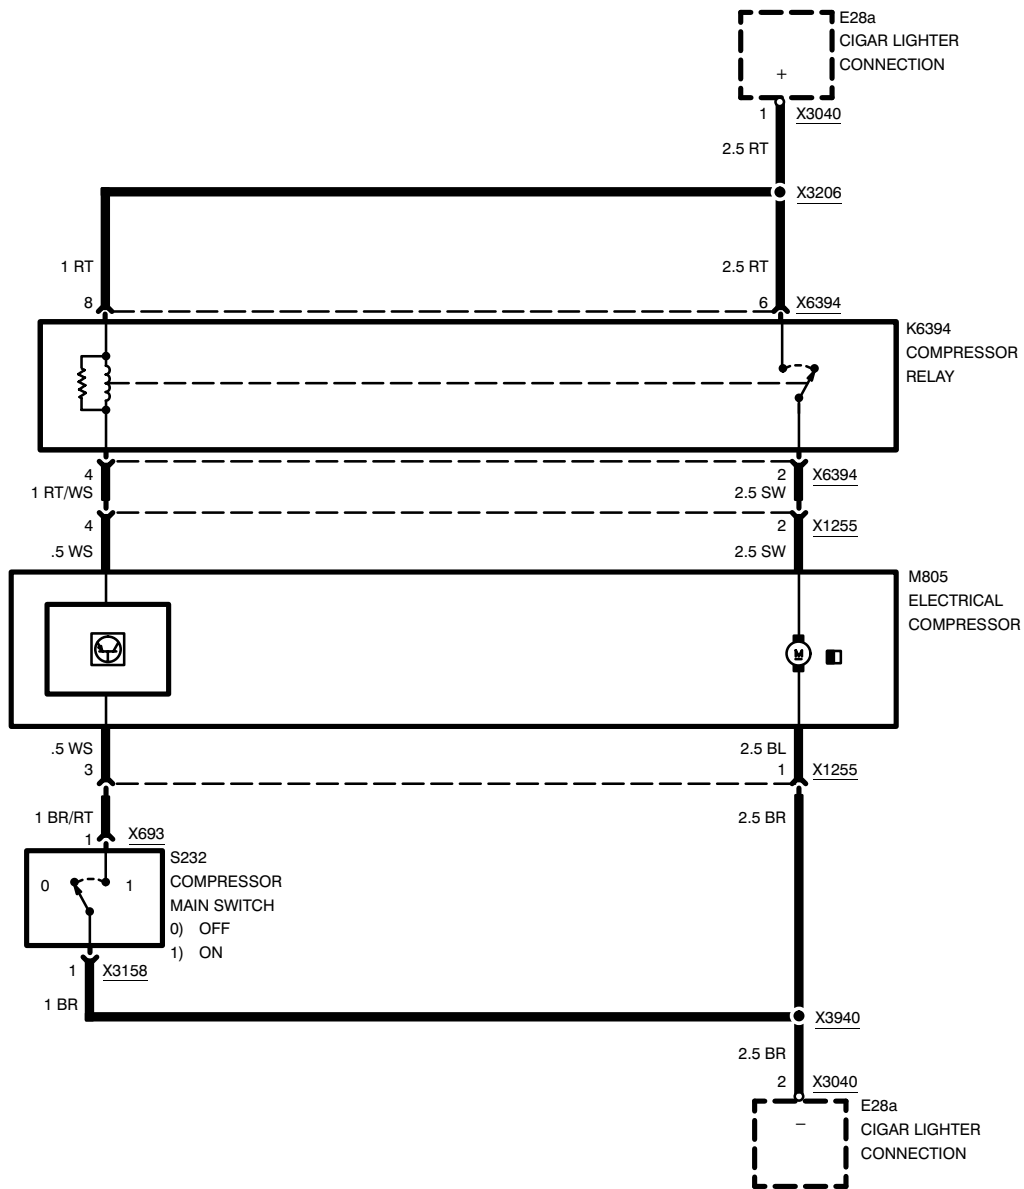 E28a
CIGAR LIGHTER
CONNECTION
+
1 X3040
2.5 RT
X3206
1 RT
2.5 RT
8
6 X6394
K6394
COMPRESSOR
RELAY
4
2 X6394
1 RT/WS
2.5 SW
4
2 X1255
.5 WS
2.5 SW
M805
ELECTRICAL
COMPRESSOR
M
.5 WS
2.5 BL
3
1 X1255
1 BR/RT
2.5 BR
1 X693
S232
COMPRESSOR
MAIN SWITCH
0) OFF
1) ON
0 1
1 X3158
1 BR
X3940
2.5 BR
2 X3040
E28a
CIGAR LIGHTER
CONNECTION
–